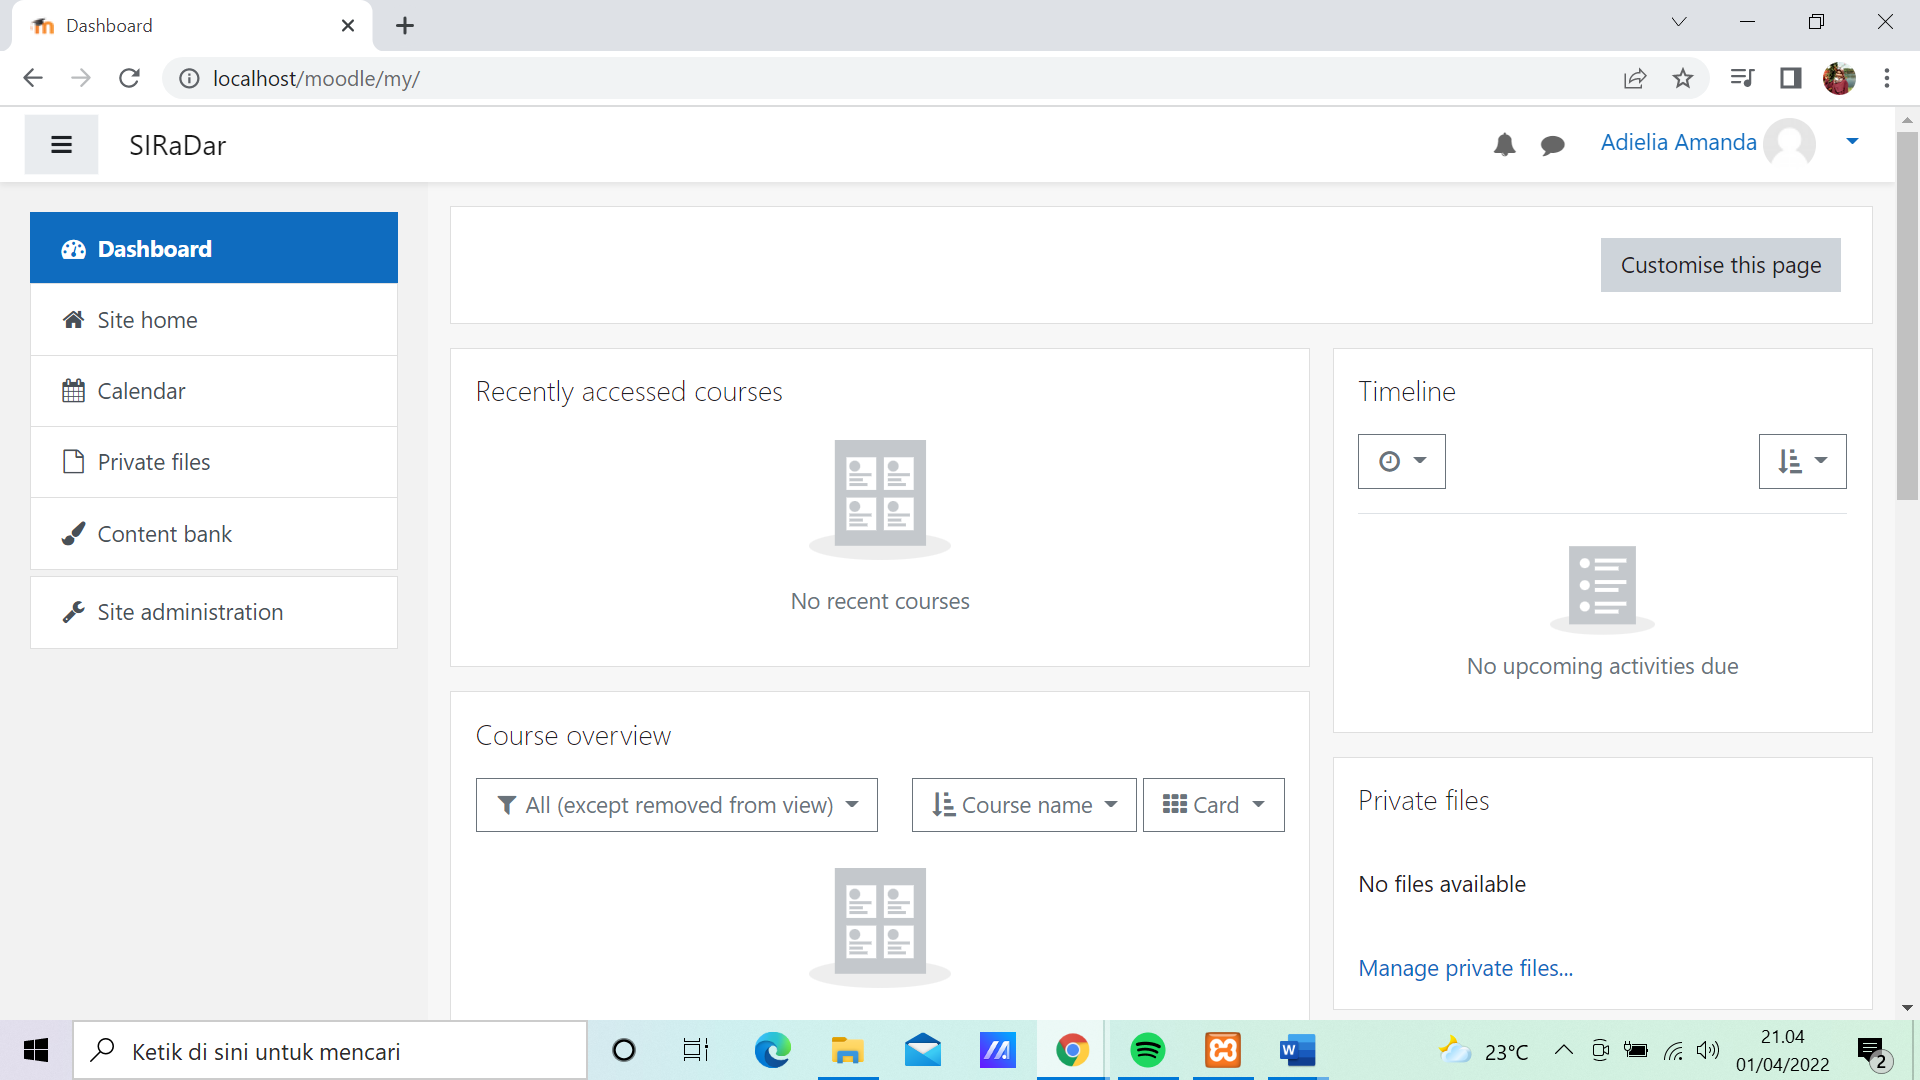 Dashboard
localhost/moodle/my/
SIRaDar
Adielia Amanda
Dashboard
Site home
Calendar
Private files
Content bank
Site administration
Customise this page
Recently accessed courses
No recent courses
Timeline
No upcoming activities due
Course overview
All (except removed from view)
Course name
Card
Private files
No files available
Manage private files...
Ketik di sini untuk mencari
W
23°C
21.04
01/04/2022
2